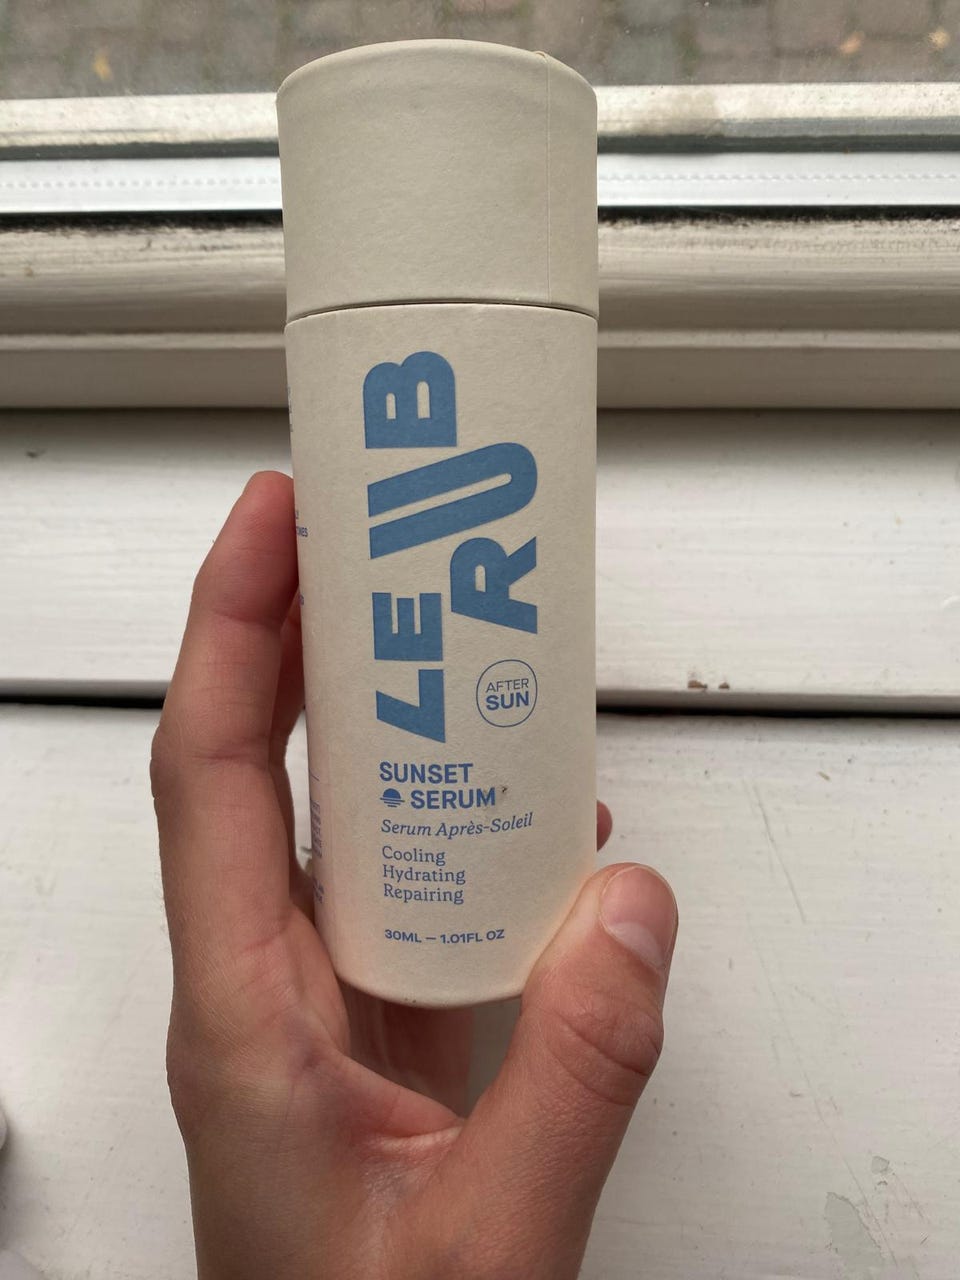 LE RUB
AFTER
SUN
SUNSET
SERUM
Serum Après-Soleil
Cooling
Hydrating
Repairing
30ML — 1.01FL OZ